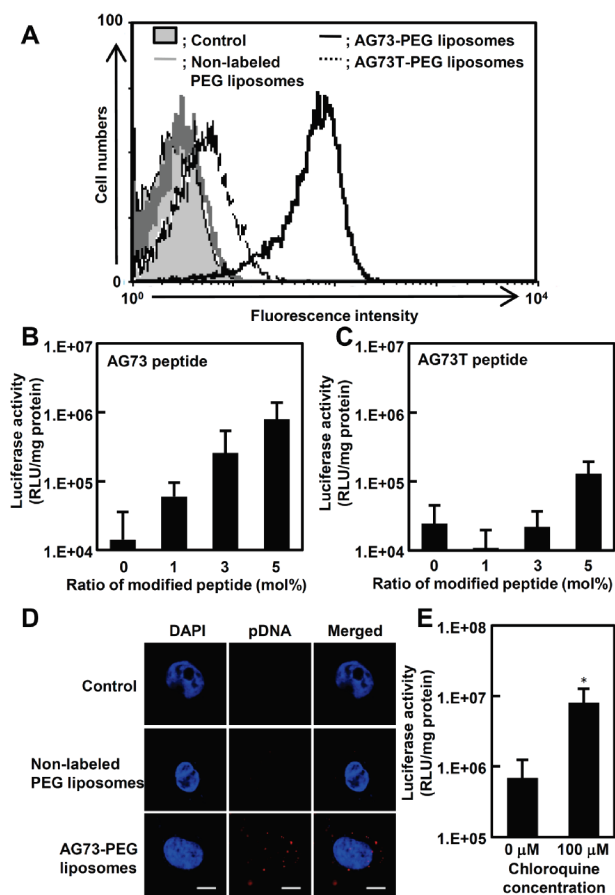 A
100
; Control
; AG73-PEG liposomes
; Non-labeled
PEG liposomes
; AG73T-PEG liposomes
Cell numbers
0
10⁰
10⁴
Fluorescence intensity
B
Luciferase activity
(RLU/mg protein)
1.E+07
1.E+06
1.E+05
1.E+04
AG73 peptide
0 1 3 5
Ratio of modified peptide (mol%)
C
Luciferase activity
(RLU/mg protein)
1.E+07
1.E+06
1.E+05
1.E+04
AG73T peptide
0 1 3 5
Ratio of modified peptide (mol%)
D
DAPI pDNA Merged
Control
Non-labeled
PEG liposomes
AG73-PEG
liposomes
E
Luciferase activity
(RLU/mg protein)
1.E+08
1.E+07
1.E+06
1.E+05
*
0 μM 100 μM
Chloroquine
concentration